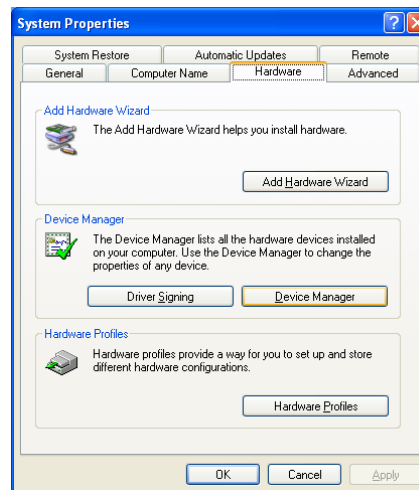 System Properties
System Restore Automatic Updates Remote
General Computer Name Hardware Advanced
Add Hardware Wizard
The Add Hardware Wizard helps you install hardware.
Add Hardware Wizard
Device Manager
The Device Manager lists all the hardware devices installed
on your computer. Use the Device Manager to change the
properties of any device.
Driver Signing Device Manager
Hardware Profiles
Hardware profiles provide a way for you to set up and store
different hardware configurations.
Hardware Profiles
OK Cancel Apply